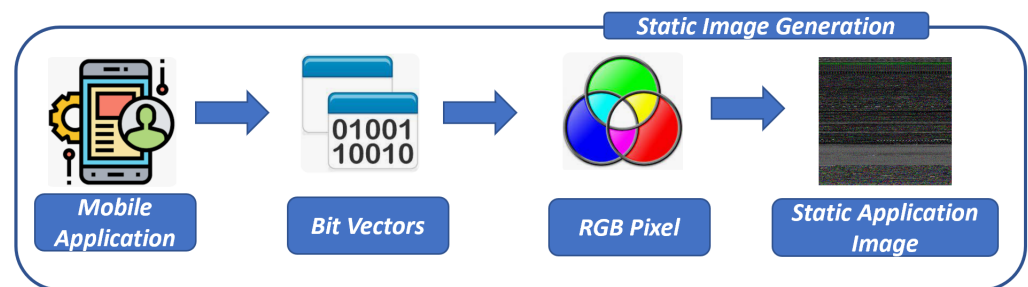 Static Image Generation
01001
10010
Mobile
Application
Bit Vectors
RGB Pixel
Static Application
Image